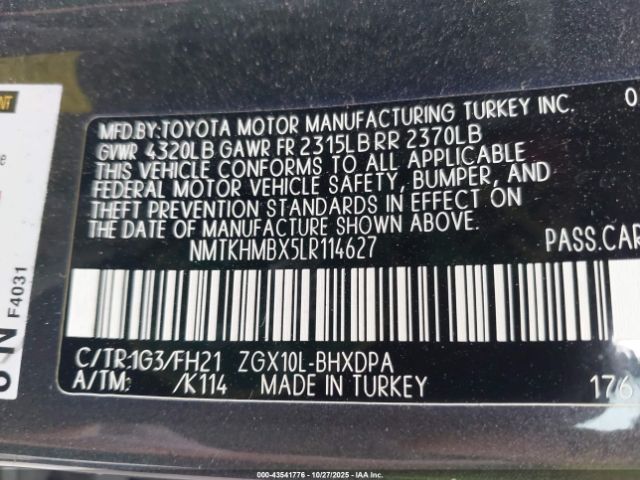 MFD.BY:TOYOTA MOTOR MANUFACTURING TURKEY INC.
GVWR 4320LB GAWR FR 2315LB RR 2370LB
THIS VEHICLE CONFORMS TO ALL APPLICABLE
FEDERAL MOTOR VEHICLE SAFETY, BUMPER, AND
THEFT PREVENTION STANDARDS IN EFFECT ON
THE DATE OF MANUFACTURE SHOWN ABOVE.
NMTKHMBX5LR114627 PASS.CAR
C/TR:1G3/FH21 ZGX10L-BHXDPA
A/TM: /K114 MADE IN TURKEY 176
F4031
000-43541776 | 10/27/2025 | IAA Corp.